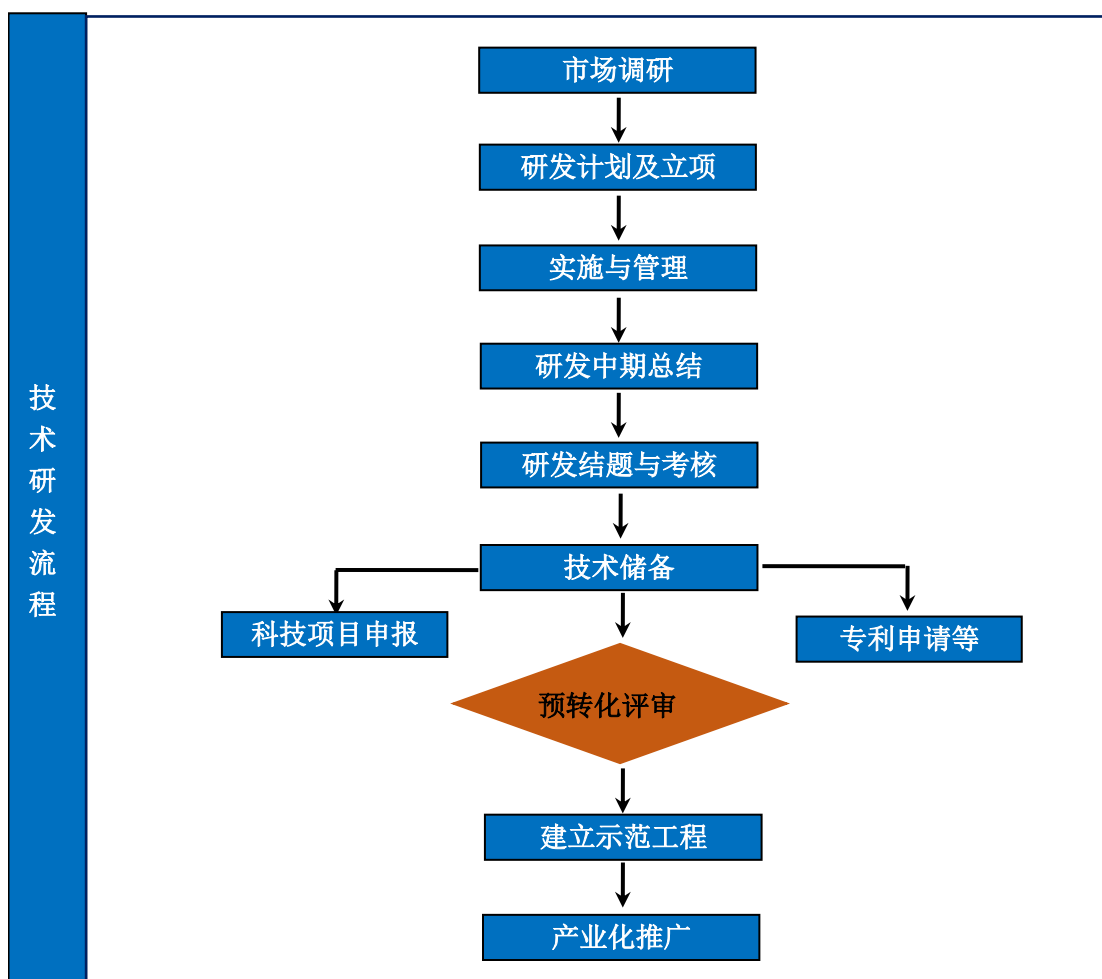 技术研发流程
市场调研
研发计划及立项
实施与管理
研发中期总结
研发结题与考核
技术储备
科技项目申报
专利申请等
预转化评审
建立示范工程
产业化推广